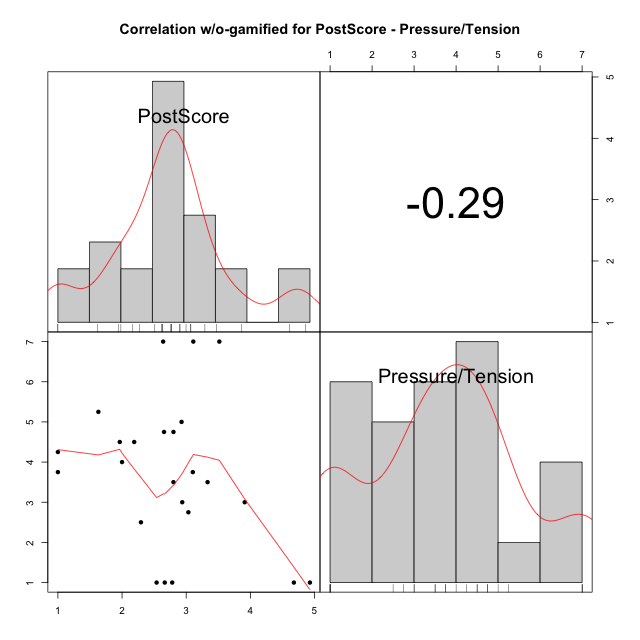 Correlation w/o-gamified for PostScore - Pressure/Tension
1 2 3 4 5 6 7
PostScore
-0.29
5
4
3
2
1
7
6
5
4
3
2
1
Pressure/Tension
1 2 3 4 5